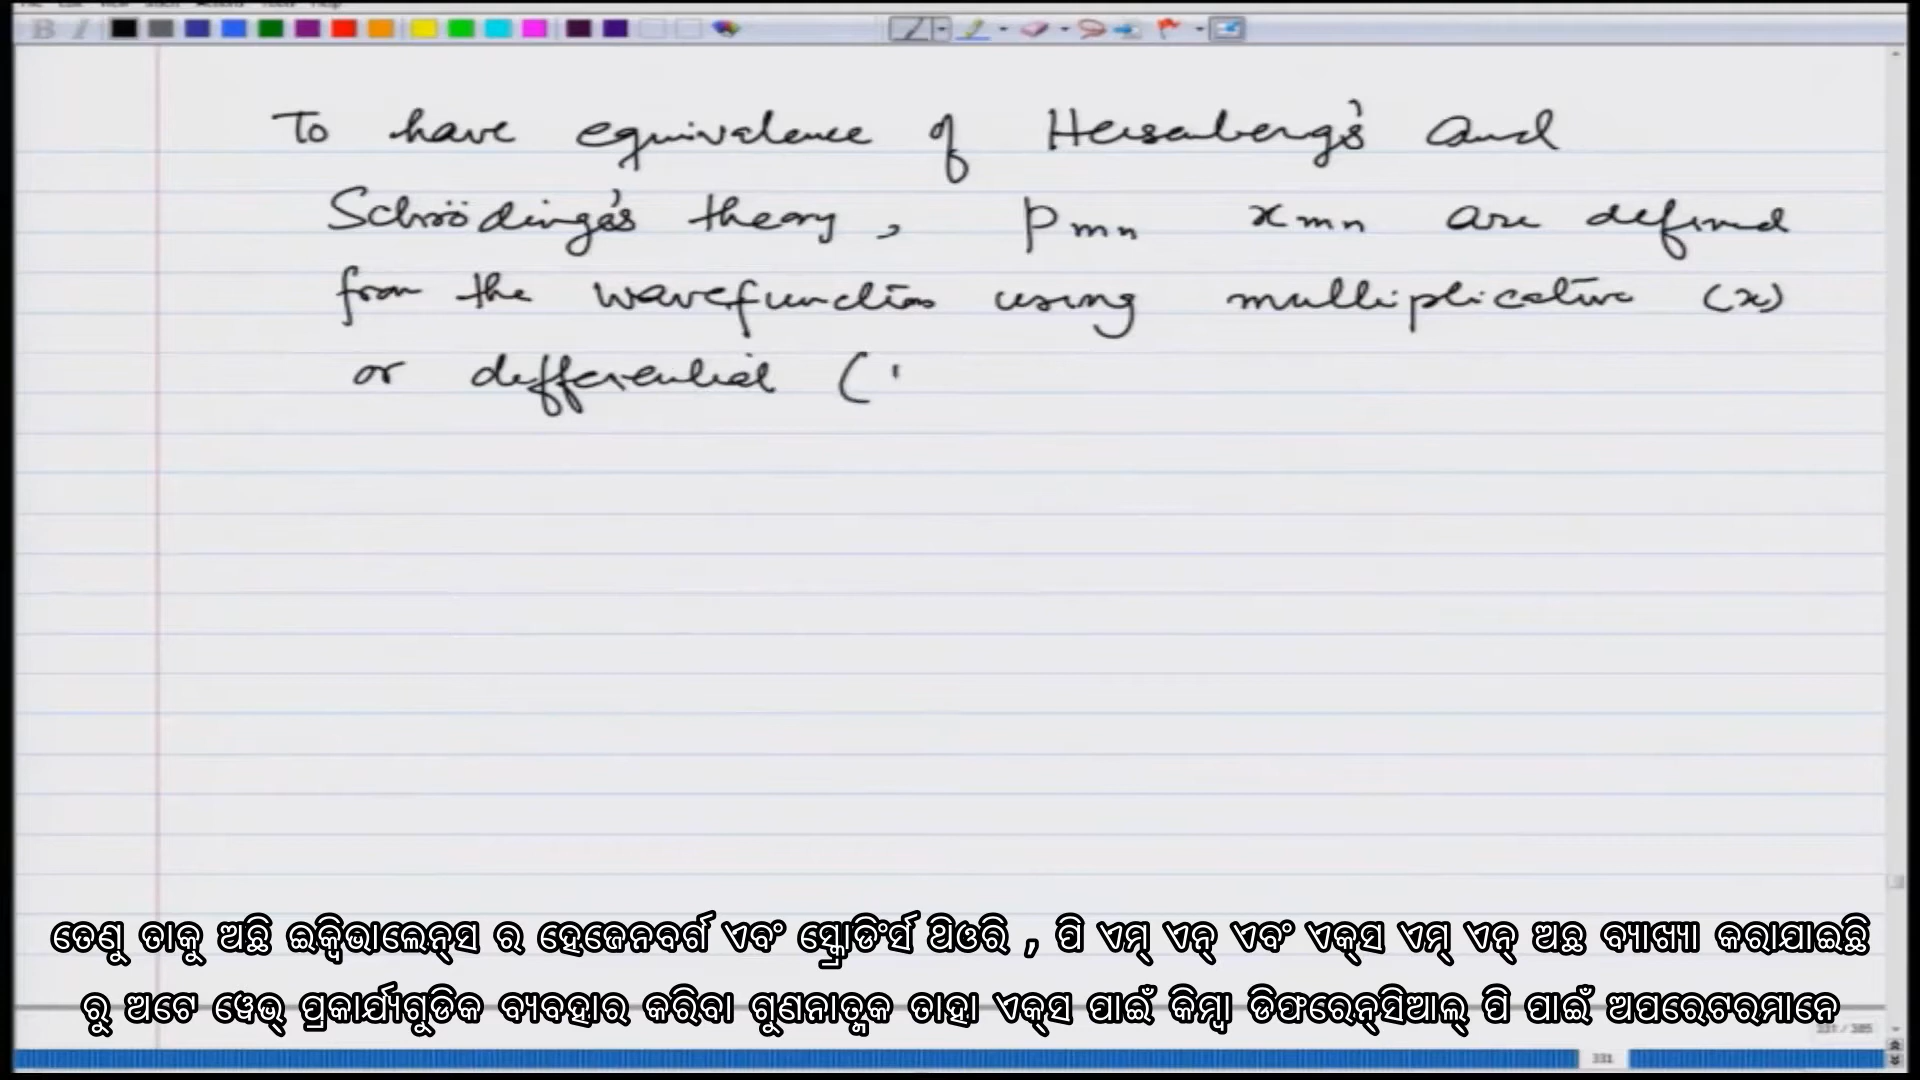 To have equivalence of Heisenberg's and
Schrödinger's theory, pmn xmn are defined
from the wavefunction using multiplicative (x)
or differential (
ତେଣୁ ତାକୁ ଅଛି ଇକ୍ୱିଭାଲେନ୍ସ ର ହେଜେନବର୍ଗ ଏବଂ ସ୍କ୍ରୋଡିଂର୍ସ ଥିଓରି , ପି ଏମ୍ ଏନ୍ ଏବଂ ଏକ୍ସ ଏମ୍ ଏନ୍ ଅଛ ବ୍ୟାଖ୍ୟା କରାଯାଇଛି
ରୁ ଅଟେ ୱେଭ୍ ପ୍ରକାର୍ଯ୍ୟଗୁଡିକ ବ୍ୟବହାର କରିବା ଗୁଣନାତ୍ମକ ତାହା ଏକ୍ସ ପାଇଁ କିମ୍ବା ଡିଫରେନ୍ସିଆଲ୍ ପି ପାଇଁ ଅପରେଟରମାନେ
331